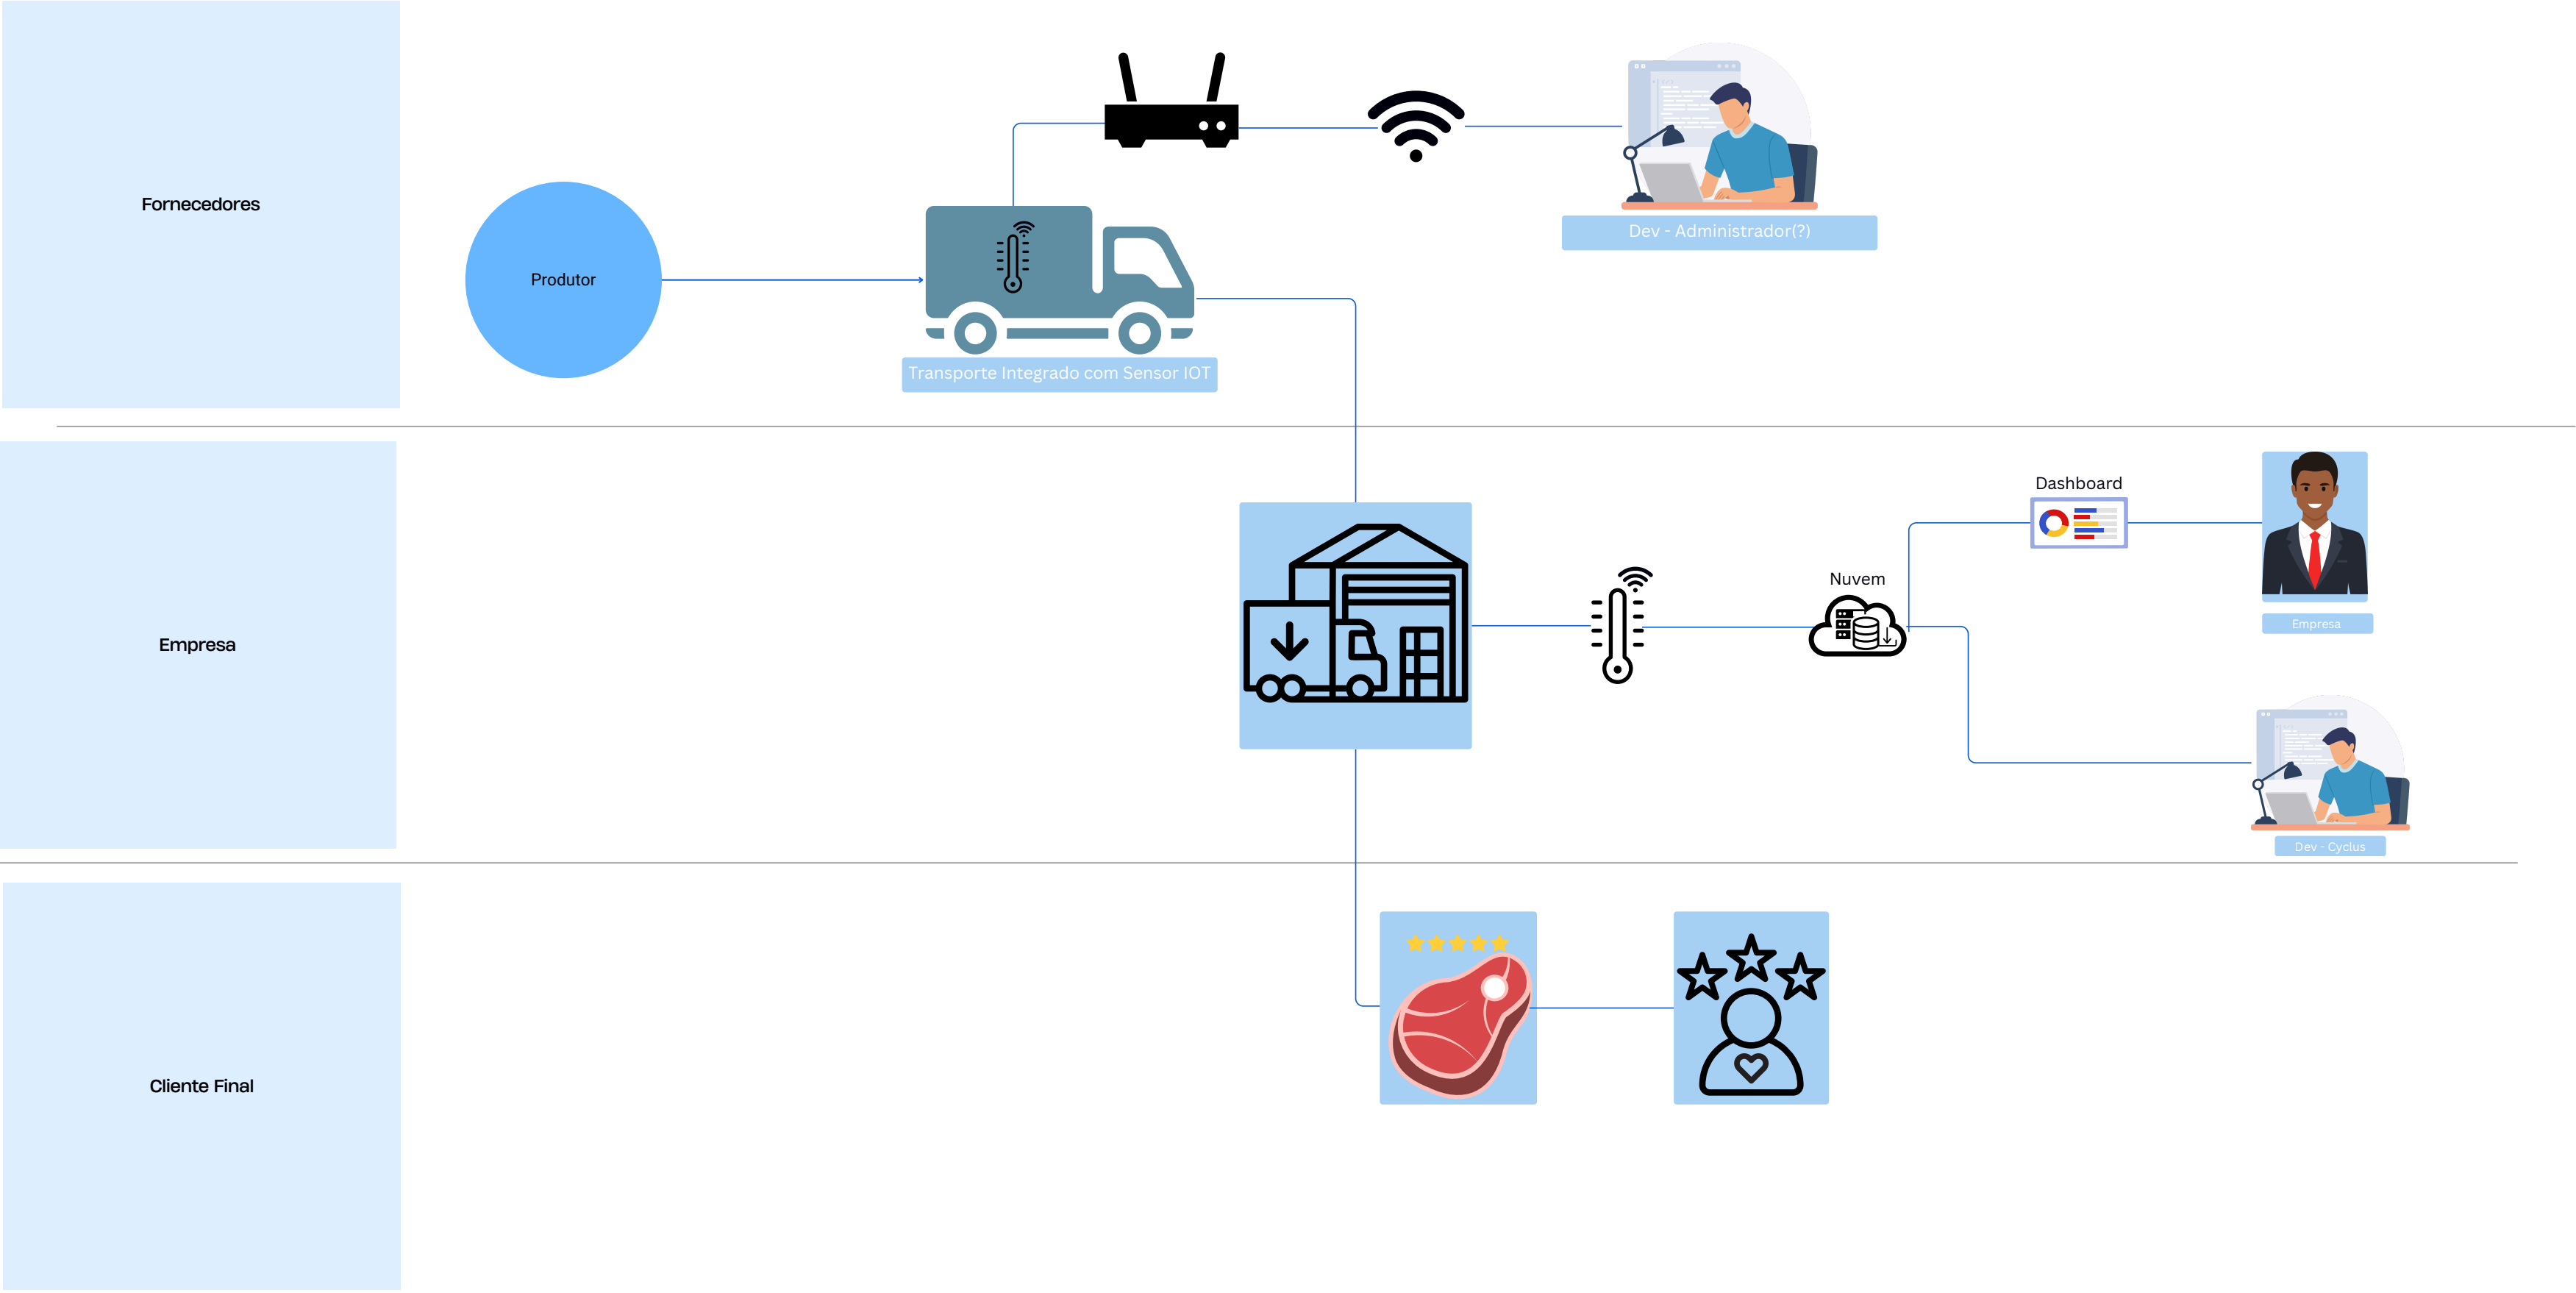 Fornecedores
Produtor
Transporte Integrado com Sensor IOT
Dev - Administrador(?)
Empresa
Nuvem
Dashboard
Empresa
Dev - Cyclus
Cliente Final